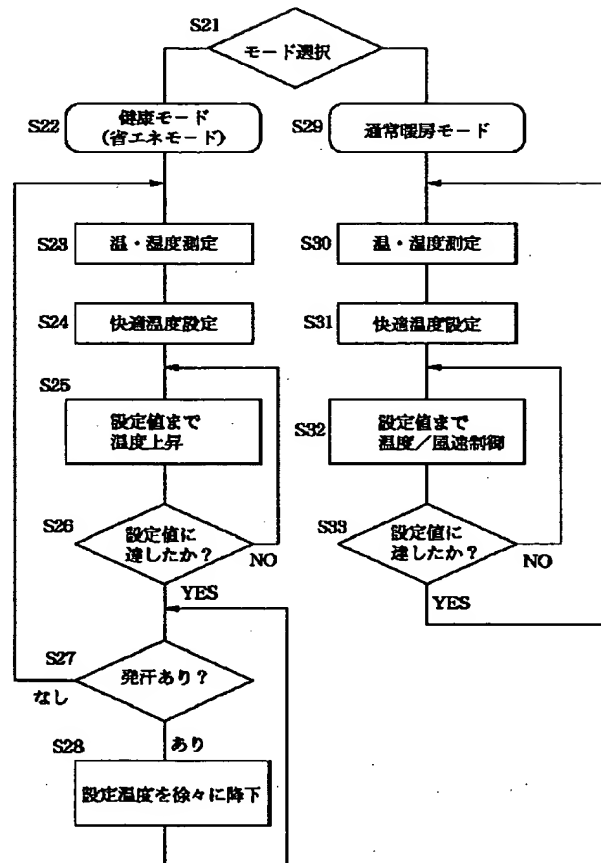 S21
モード選択
S22
健康モード
(省エネモード)
S29
通常暖房モード
S23
温・湿度測定
S30
温・湿度測定
S24
快適温度設定
S31
快適温度設定
S25
設定値まで
温度上昇
S32
設定値まで
温度／風速制御
S26
設定値に
達したか？
NO
YES
S33
設定値に
達したか？
NO
YES
S27
発汗あり？
なし
あり
S28
設定温度を徐々に降下